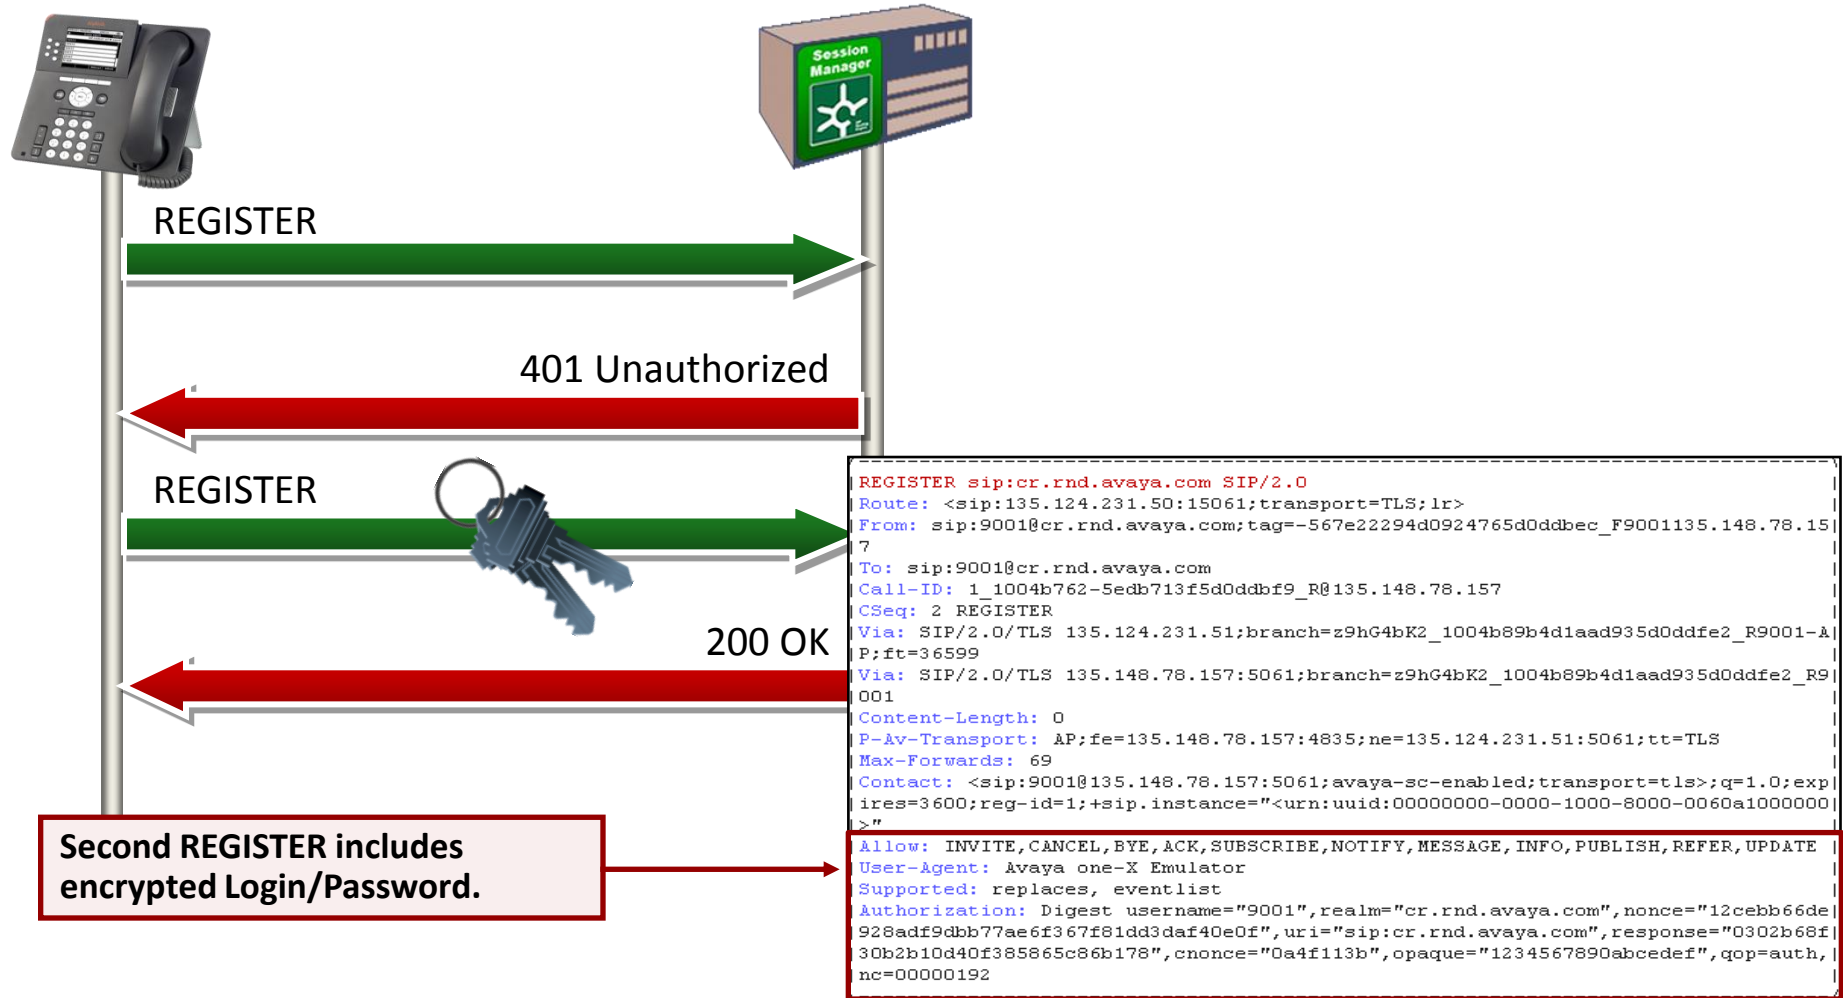 Session
Manager
REGISTER
401 Unauthorized
REGISTER
200 OK
REGISTER sip:cr.rnd.avaya.com SIP/2.0
Route: <sip:135.124.231.50:15061;transport=TLS;lr>
From: sip:9001@cr.rnd.avaya.com;tag=-567e22294d0924765d0ddbec_F9001135.148.78.15|
7
To: sip:9001@cr.rnd.avaya.com
Call-ID: 1_1004b762-5edb713f5d0ddbf9_R@135.148.78.157
CSeq: 2 REGISTER
Via: SIP/2.0/TLS 135.124.231.51;branch=z9hG4bK2_1004b89b4d1aad935d0ddfe2_R9001-A|
P;ft=36599
Via: SIP/2.0/TLS 135.148.78.157:5061;branch=z9hG4bK2_1004b89b4d1aad935d0ddfe2_R9|
001
Content-Length: 0
P-Av-Transport: AP;fe=135.148.78.157:4835;ne=135.124.231.51:5061;tt=TLS
Max-Forwards: 69
Contact: <sip:9001@135.148.78.157:5061;avaya-sc-enabled;transport=tls>;q=1.0;exp|
ires=3600;reg-id=1;+sip.instance="<urn:uuid:00000000-0000-1000-8000-0060a1000000|
>"
Allow: INVITE,CANCEL,BYE,ACK,SUBSCRIBE,NOTIFY,MESSAGE,INFO,PUBLISH,REFER,UPDATE |
User-Agent: Avaya one-X Emulator
Supported: replaces, eventlist
Authorization: Digest username="9001",realm="cr.rnd.avaya.com",nonce="12cebb66de|
928adf9dbb77ae6f367f81dd3daf40e0f",uri="sip:cr.rnd.avaya.com",response="0302b68f|
30b2b10d40f385865c86b178",cnonce="0a4f113b",opaque="1234567890abcedef",qop=auth,|
nc=00000192
Second REGISTER includes
encrypted Login/Password.